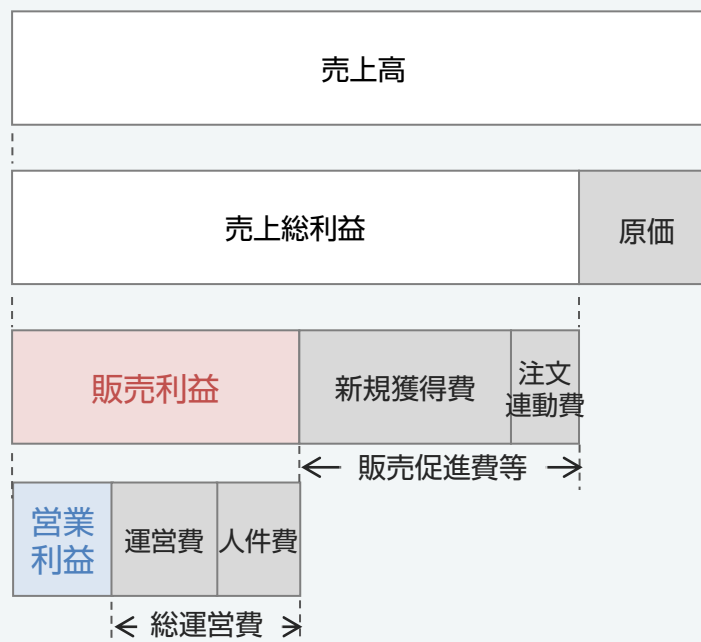 売上高
売上総利益
原価
販売利益
新規獲得費
注文
連動費
販売促進費等
営業
利益
運営費
人件費
総運営費